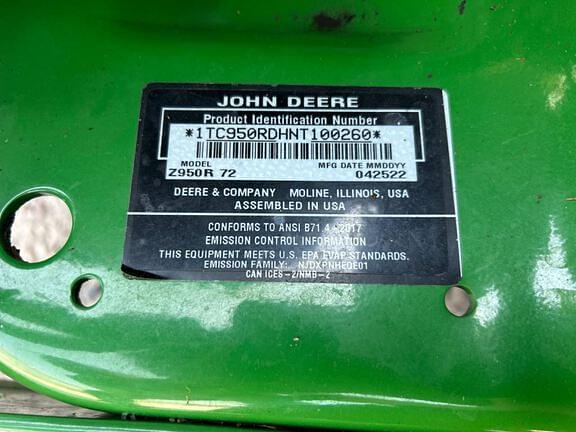 JOHN DEERE
Product Identification Number
*1TC950RDHNT100260*
MODEL MFG DATE MMDDYY
Z950R 72 042522
DEERE & COMPANY MOLINE, ILLINOIS, USA
ASSEMBLED IN USA
CONFORMS TO ANSI B71.4-2017
EMISSION CONTROL INFORMATION
THIS EQUIPMENT MEETS U.S. EPA EVAP STANDARDS.
EMISSION FAMILY: NJDXPNHEQE01
CAN ICES-2/NMB-2